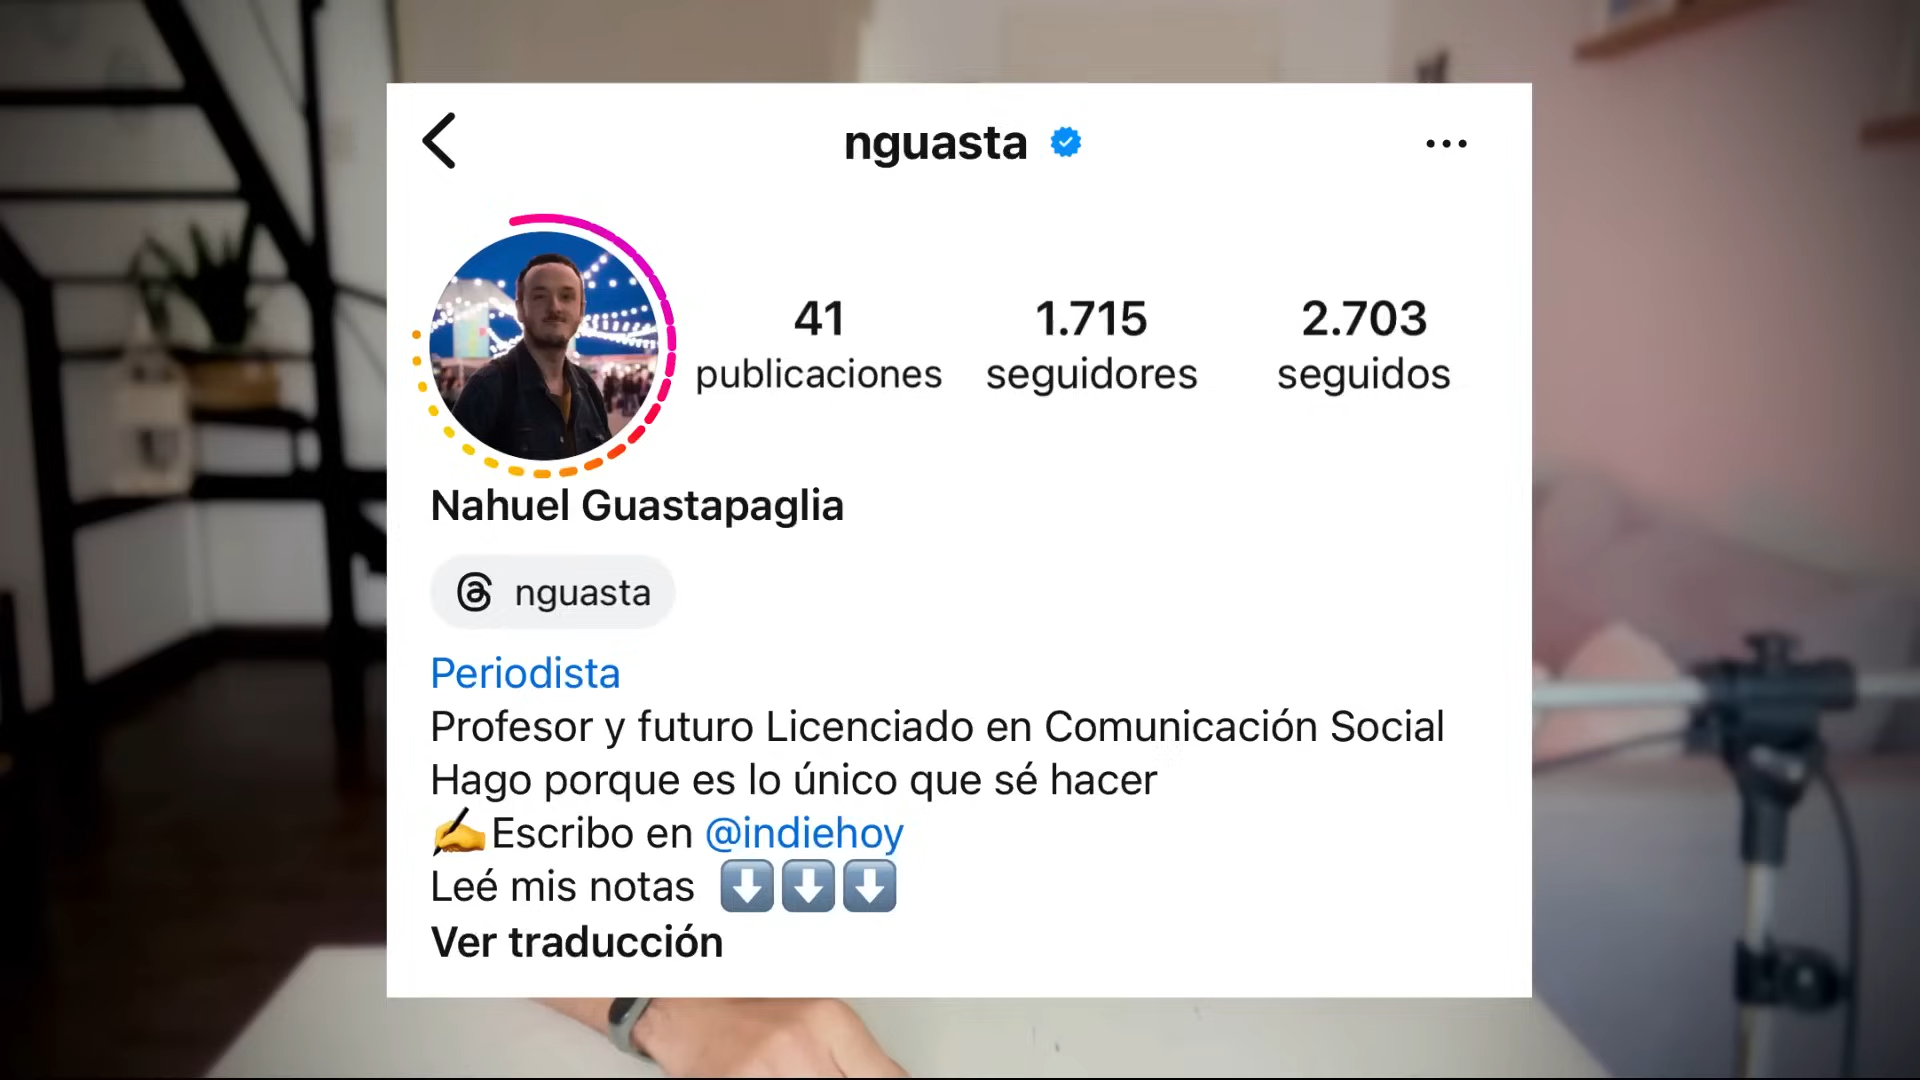 nguasta
41
1.715
2.703
publicaciones
seguidores
seguidos
Nahuel Guastapaglia
nguasta
Periodista
Profesor y futuro Licenciado en Comunicación Social
Hago porque es lo único que sé hacer
✍️Escribo en @indiehoy
Leé mis notas ⬇️⬇️⬇️
Ver traducción